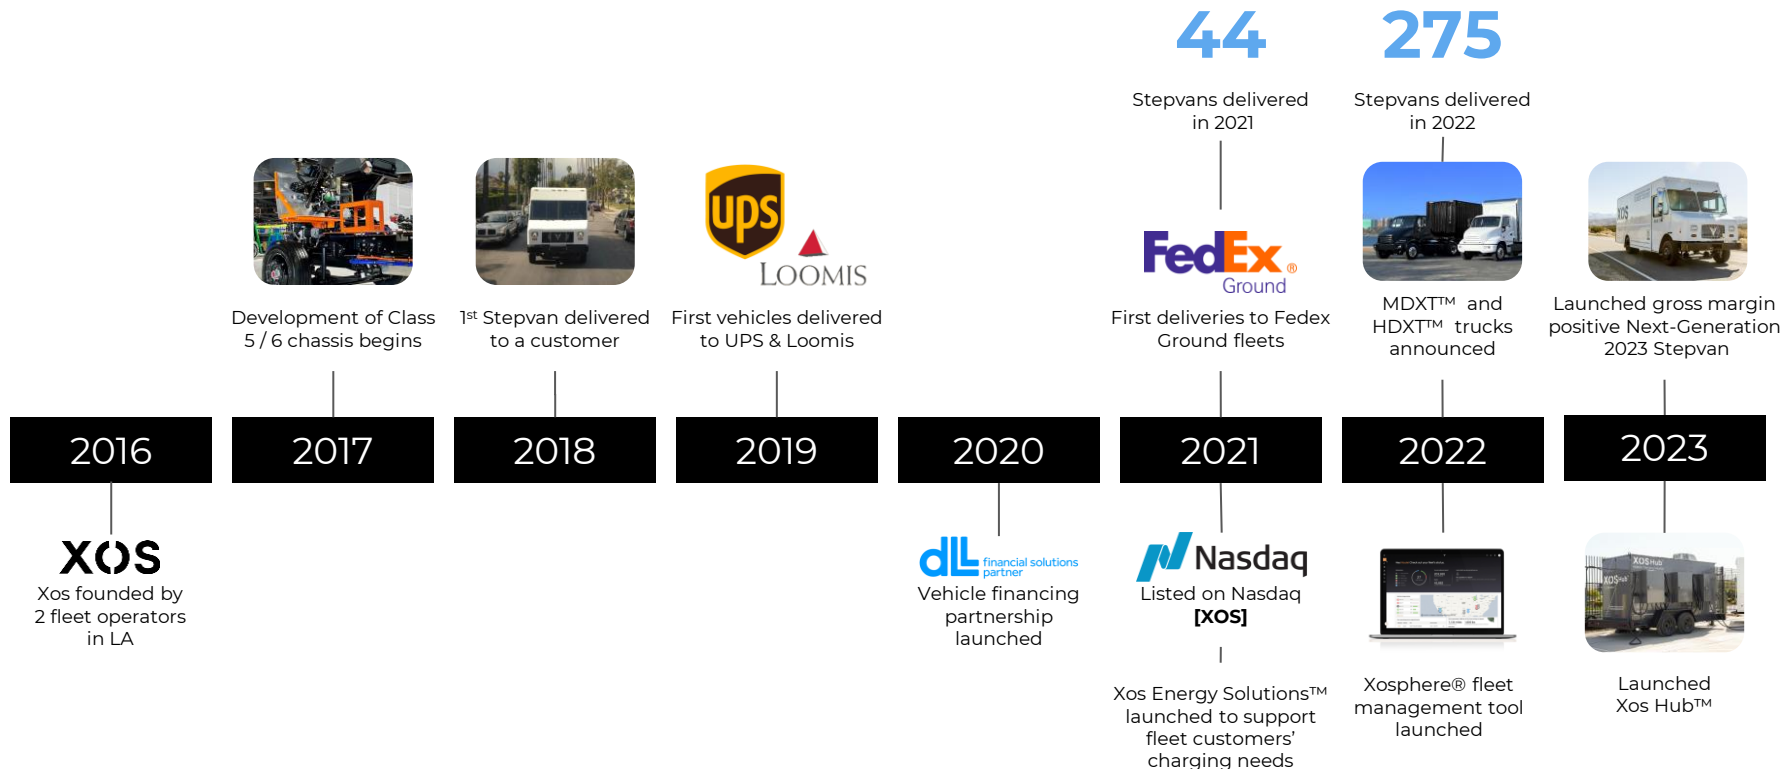 44
Stepvans delivered
in 2021
275
Stepvans delivered
in 2022
Development of Class
5 / 6 chassis begins
1st Stepvan delivered
to a customer
ups
LOOMIS
First vehicles delivered
to UPS & Loomis
FedEx ®
Ground
First deliveries to Fedex
Ground fleets
MDXT™ and
HDXT™ trucks
announced
XOS
Launched gross margin
positive Next-Generation
2023 Stepvan
2016
2017
2018
2019
2020
2021
2022
2023
XOS
Xos founded by
2 fleet operators
in LA
dLL financial solutions
partner
Vehicle financing
partnership
launched
Nasdaq
Listed on Nasdaq
[XOS]
Xos Energy Solutions™
launched to support
fleet customers’
charging needs
Xosphere® fleet
management tool
launched
XOS Hub
XOS Hub
Launched
Xos Hub™